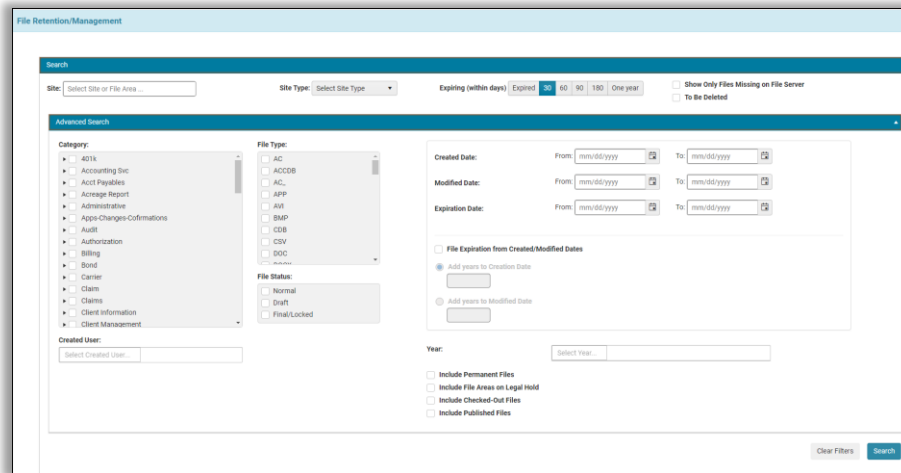 File Retention/Management
Search
Site: Select Site or File Area ... Site Type: Select Site Type Expiring (within days) Expired 30 60 90 180 One year Show Only Files Missing on File Server
To Be Deleted
Advanced Search
Category:
401k
Accounting Svc
Acct Payables
Acreage Report
Administrative
Apps-Changes-Cofirmations
Audit
Authorization
Billing
Bond
Carrier
Claim
Claims
Client Information
Client Management
Created User:
Select Created User...
File Type:
AC
ACCDB
AC_
APP
AVI
BMP
CDB
CSV
DOC
File Status:
Normal
Draft
Final/Locked
Created Date: From: mm/dd/yyyy To: mm/dd/yyyy
Modified Date: From: mm/dd/yyyy To: mm/dd/yyyy
Expiration Date: From: mm/dd/yyyy To: mm/dd/yyyy
File Expiration from Created/Modified Dates
Add years to Creation Date
Add years to Modified Date
Year: Select Year...
Include Permanent Files
Include File Areas on Legal Hold
Include Checked-Out Files
Include Published Files
Clear Filters Search